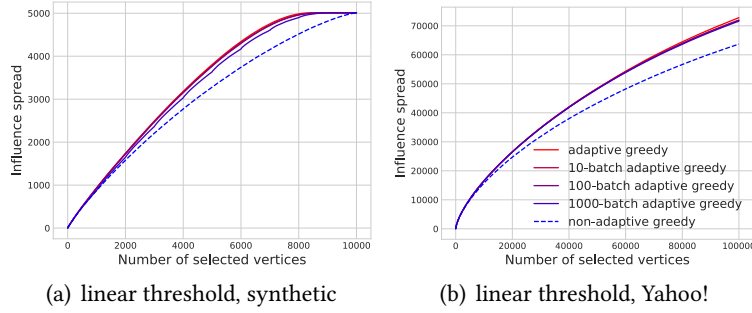 5000
4000
3000
2000
1000
0
Influence spread
0
2000
4000
6000
8000
10000
Number of selected vertices
(a) linear threshold, synthetic
70000
60000
50000
40000
30000
20000
10000
0
Influence spread
adaptive greedy
10-batch adaptive greedy
100-batch adaptive greedy
1000-batch adaptive greedy
non-adaptive greedy
0
20000
40000
60000
80000
100000
Number of selected vertices
(b) linear threshold, Yahoo!